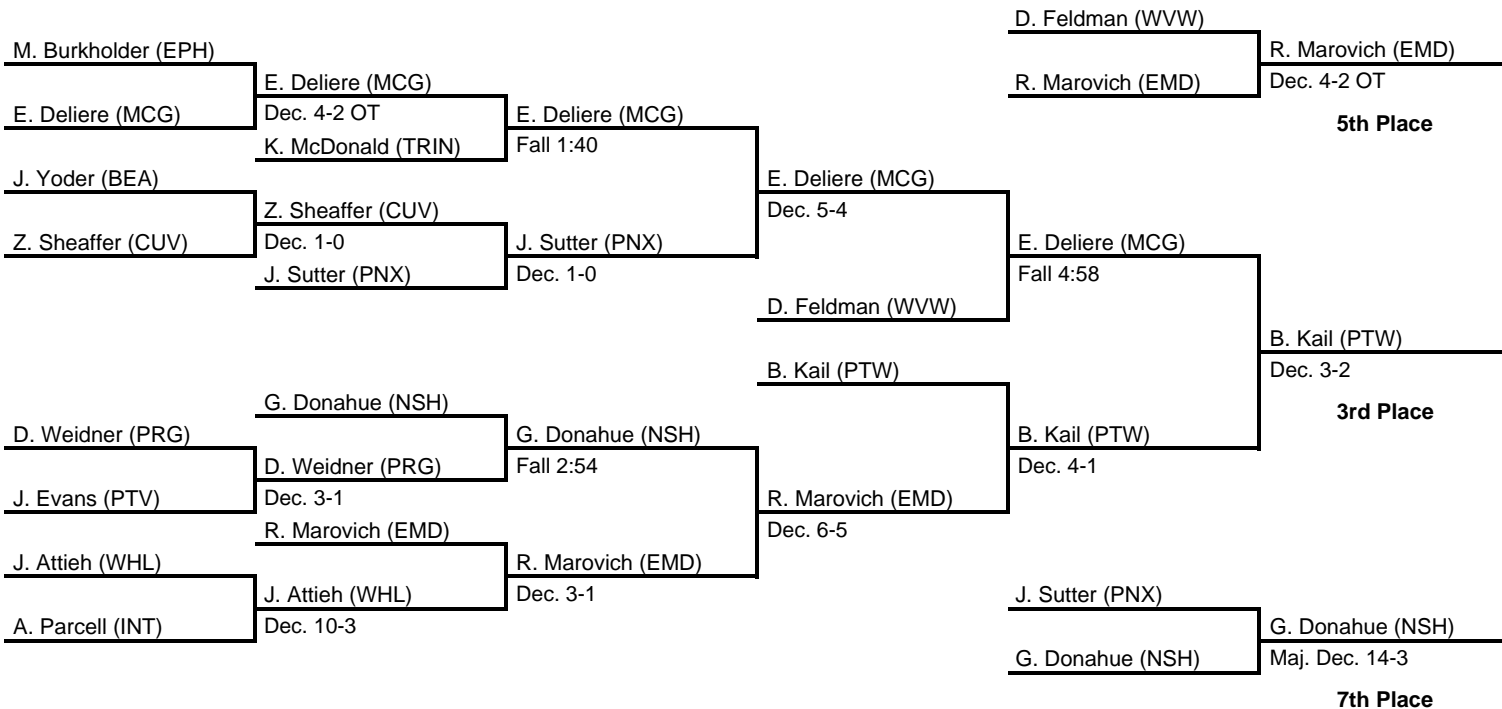 D. Feldman (WVW)
M. Burkholder (EPH)
R. Marovich (EMD)
E. Deliere (MCG)
R. Marovich (EMD)
Dec. 4-2 OT
E. Deliere (MCG)
Dec. 4-2 OT
E. Deliere (MCG)
5th Place
K. McDonald (TRIN)
Fall 1:40
J. Yoder (BEA)
E. Deliere (MCG)
Z. Sheaffer (CUV)
Dec. 5-4
Z. Sheaffer (CUV)
Dec. 1-0
J. Sutter (PNX)
E. Deliere (MCG)
J. Sutter (PNX)
Dec. 1-0
Fall 4:58
D. Feldman (WVW)
B. Kail (PTW)
B. Kail (PTW)
Dec. 3-2
G. Donahue (NSH)
3rd Place
D. Weidner (PRG)
G. Donahue (NSH)
B. Kail (PTW)
D. Weidner (PRG)
Fall 2:54
Dec. 4-1
J. Evans (PTV)
Dec. 3-1
R. Marovich (EMD)
R. Marovich (EMD)
Dec. 6-5
J. Attieh (WHL)
R. Marovich (EMD)
J. Attieh (WHL)
Dec. 3-1
J. Sutter (PNX)
A. Parcell (INT)
Dec. 10-3
G. Donahue (NSH)
G. Donahue (NSH)
Maj. Dec. 14-3
7th Place